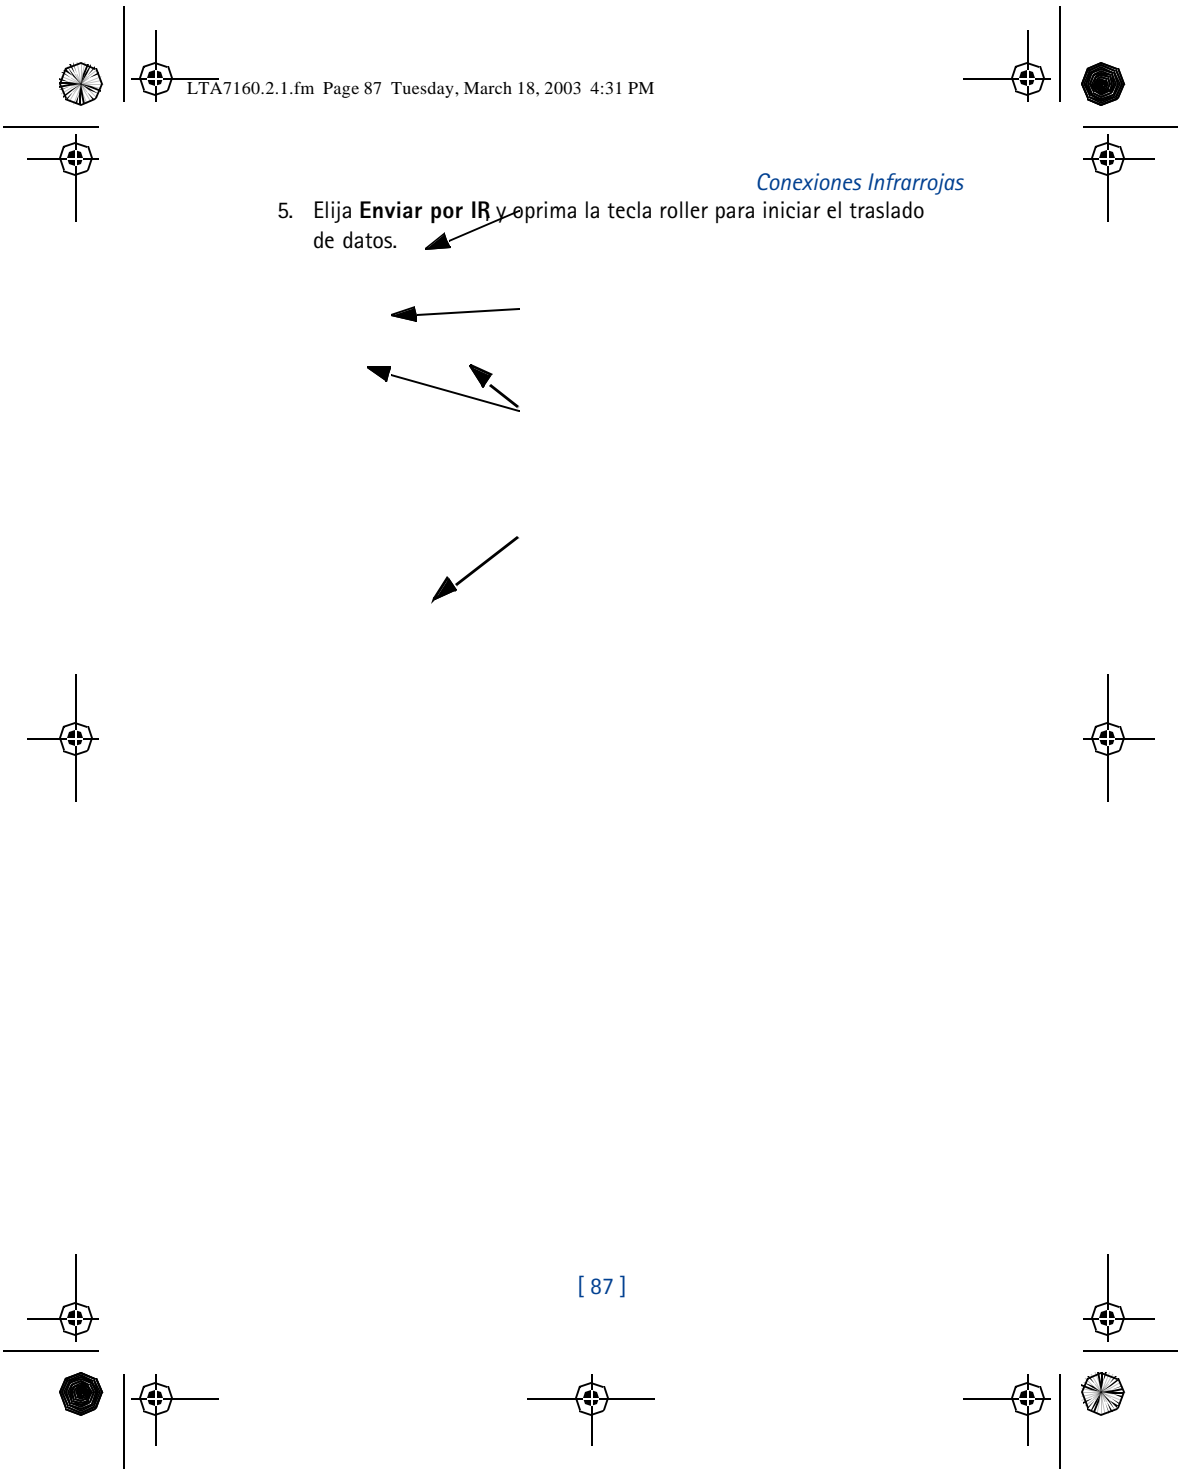 LTA7160.2.1.fm Page 87 Tuesday, March 18, 2003 4:31 PM
Conexiones Infrarrojas
5. Elija Enviar por IR y oprima la tecla roller para iniciar el traslado
de datos.
[ 87 ]